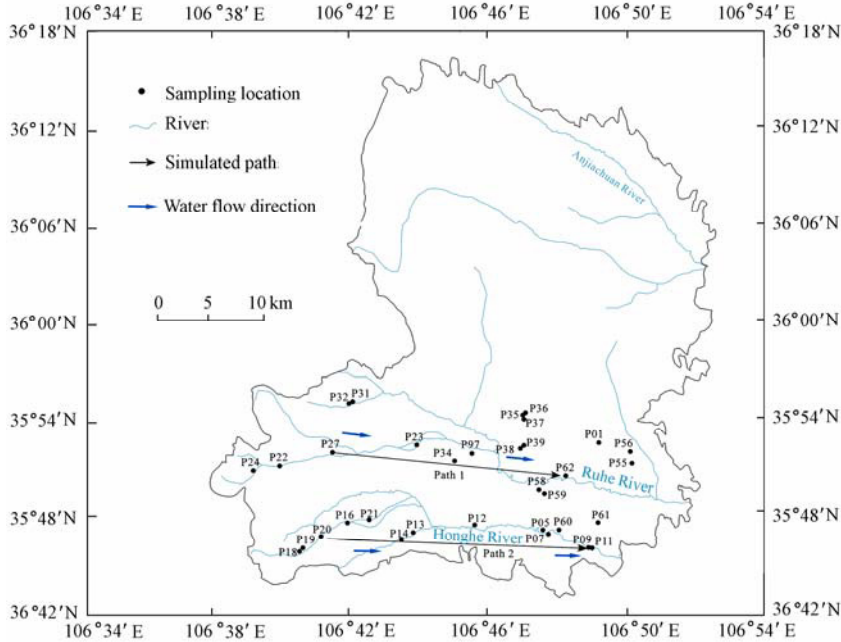 106°34′ E 106°38′ E 106°42′ E 106°46′ E 106°50′ E 106°54′ E
36°18′N 36°18′N
Sampling location
River:
36°12′N 36°12′N
Simulated path:
Anjiachuan River
Water flow direction
36°06′N 36°06′N
0 5 10 km
36°00′N 36°00′N
P32 P31
P36
P35
35°54′N 35°54′N
P37
P01
P23
P27 P97 P38 P39 P56
P34
P24 P22 P62 P55
Path 1 Ruhe River
P58
P59
35°48′N 35°48′N
P16 P21 P12 P61
P13 P05 P60
P20 P14 Honghe River P07
P19 P09 P11
P18 Path 2
36°42′N 36°42′N
106°34′ E 106°38′ E 106°42′ E 106°46′ E 106°50′ E 106°54′ E